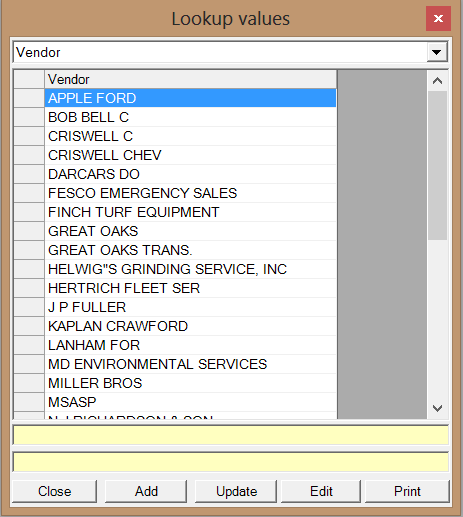 Lookup values
Vendor
Vendor
APPLE FORD
BOB BELL C
CRISWELL C
CRISWELL CHEV
DARCARS DO
FESCO EMERGENCY SALES
FINCH TURF EQUIPMENT
GREAT OAKS
GREAT OAKS TRANS.
HELWIG"S GRINDING SERVICE, INC
HERTRICH FLEET SER
J P FULLER
KAPLAN CRAWFORD
LANHAM FOR
MD ENVIRONMENTAL SERVICES
MILLER BROS
MSASP
N J RICHARDSON & SON
Close Add Update Edit Print